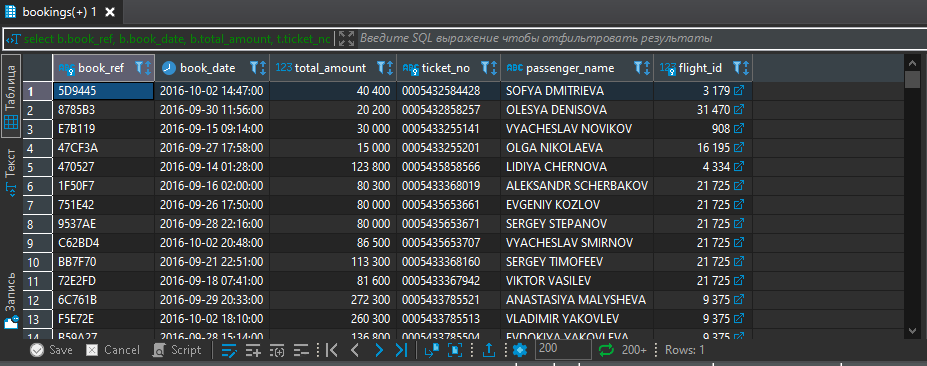 bookings(+) 1
select b.book_ref, b.book_date, b.total_amount, t.ticket_no Введите SQL выражение чтобы отфильтровать результаты
Таблица
Текст
Запись
ABC book_ref book_date 123 total_amount ABC ticket_no ABC passenger_name 123 flight_id
1 5D9445 2016-10-02 14:47:00 40 400 0005432584428 SOFYA DMITRIEVA 3 179
2 8785B3 2016-09-30 11:56:00 20 200 0005432858257 OLESYA DENISOVA 31 470
3 E7B119 2016-09-15 09:14:00 30 000 0005433255141 VYACHESLAV NOVIKOV 908
4 47CF3A 2016-09-27 17:58:00 15 000 0005433255201 OLGA NIKOLAEVA 16 195
5 470527 2016-09-14 01:28:00 123 800 0005435858566 LIDIYA CHERNOVA 4 334
6 1F50F7 2016-09-16 02:00:00 80 300 0005433368019 ALEKSANDR SCHERBAKOV 21 725
7 751E42 2016-09-26 17:50:00 80 000 0005435653661 EVGENIY KOZLOV 21 725
8 9537AE 2016-09-28 22:16:00 80 000 0005435653671 SERGEY STEPANOV 21 725
9 C62BD4 2016-10-02 20:48:00 86 500 0005435653707 VYACHESLAV SMIRNOV 21 725
10 BB7F70 2016-09-21 22:51:00 113 300 0005433368160 SERGEY TIMOFEEV 21 725
11 72E2FD 2016-09-18 07:41:00 81 600 0005433367942 VIKTOR VASILEV 21 725
12 6C761B 2016-09-29 20:33:00 272 300 0005433785521 ANASTASIYA MALYSHEVA 9 375
13 F5E72E 2016-10-02 18:10:00 260 300 0005433785513 VLADIMIR YAKOVLEV 9 375
14 B59A27 2016-09-28 15:14:00 136 800 0005433785504 EVDOKIYA YAKOVLEVA 9 375
Save Cancel Script 200 200+ Rows: 1